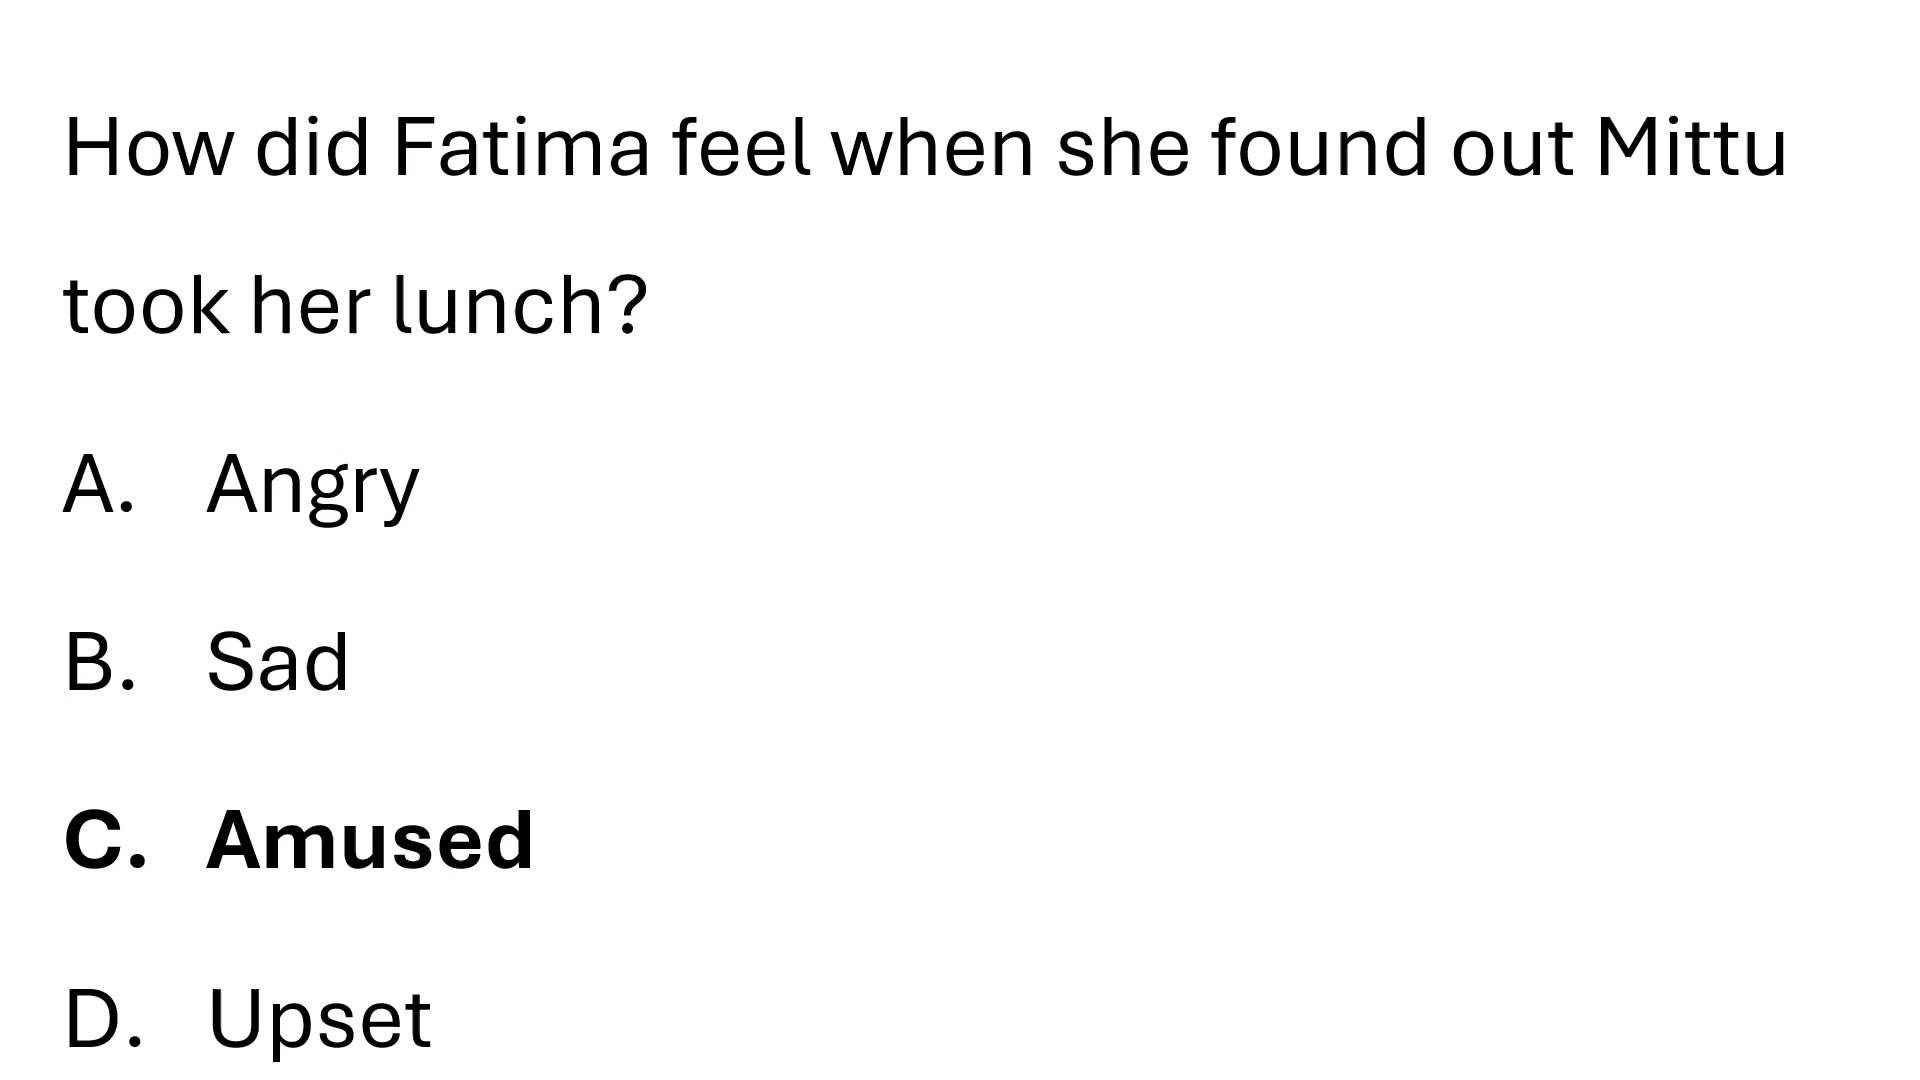 How did Fatima feel when she found out Mittu
took her lunch?
A. Angry
B. Sad
C. Amused
D. Upset